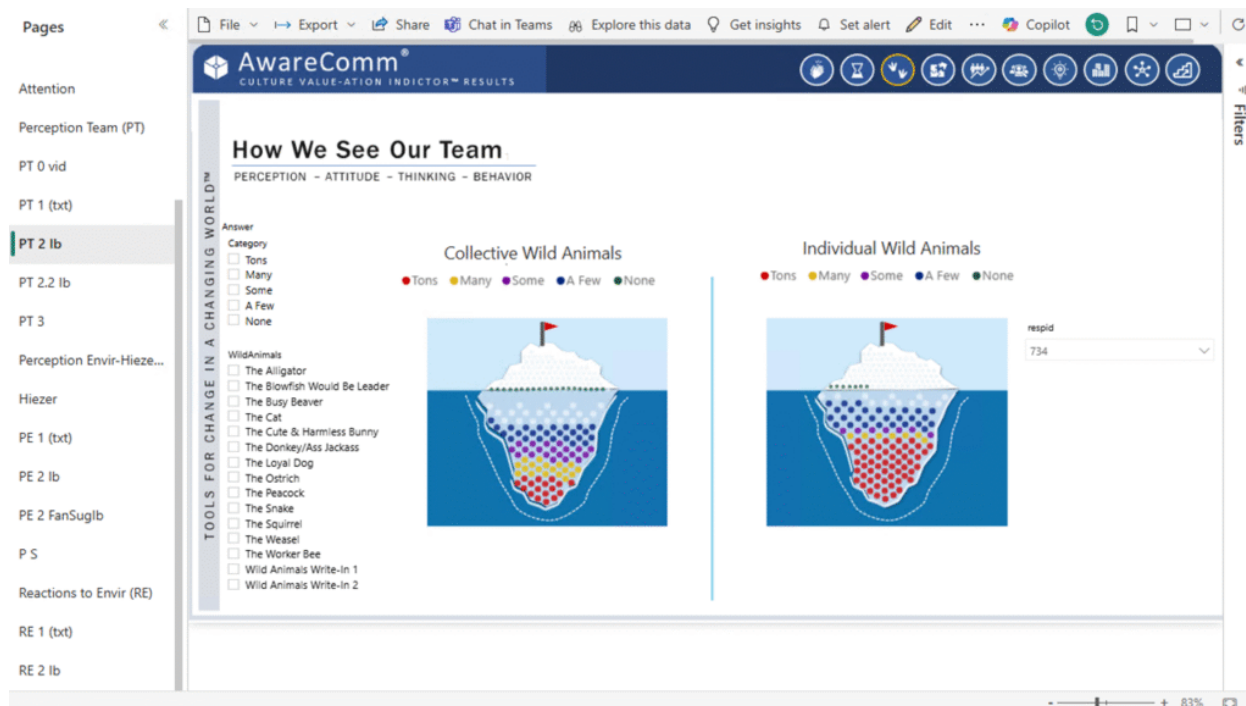 Pages
File
Export
Share
Chat in Teams
Explore this data
Get insights
Set alert
Edit
Copilot
Attention
Perception Team (PT)
PT 0 vid
PT 1 (txt)
PT 2 lb
PT 2.2 lb
PT 3
Perception Envir-Hieze...
Hiezer
PE 1 (txt)
PE 2 lb
PE 2 FanSuglb
P S
Reactions to Envir (RE)
RE 1 (txt)
RE 2 lb
AwareComm®
CULTURE VALUE-ATION INDICTOR™ RESULTS
TOOLS FOR CHANGE IN A CHANGING WORLD™
How We See Our Team
PERCEPTION – ATTITUDE – THINKING – BEHAVIOR
Answer
Category
Tons
Many
Some
A Few
None
WildAnimals
The Alligator
The Blowfish Would Be Leader
The Busy Beaver
The Cat
The Cute & Harmless Bunny
The Donkey/Ass Jackass
The Loyal Dog
The Ostrich
The Peacock
The Snake
The Squirrel
The Weasel
The Worker Bee
Wild Animals Write-In 1
Wild Animals Write-In 2
Collective Wild Animals
Tons Many Some A Few None
Individual Wild Animals
Tons Many Some A Few None
respid
734
Filters
- + 83%